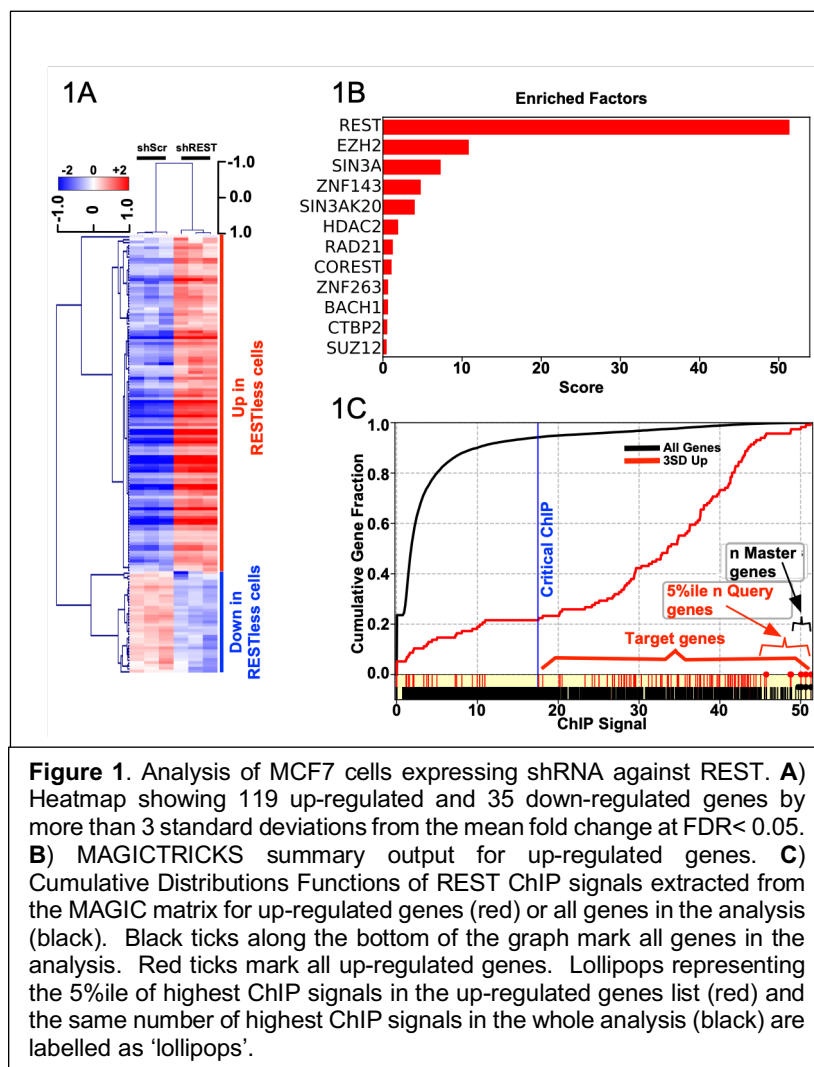 1A
shScr shREST
-2 0 +2
-1.0
0
1.0
-1.0
0.0
1.0
Up in
RESTless cells
Down in
RESTless cells
1B
Enriched Factors
REST
EZH2
SIN3A
ZNF143
SIN3AK20
HDAC2
RAD21
COREST
ZNF263
BACH1
CTBP2
SUZ12
0 10 20 30 40 50
Score
1C
1.0
0.8
0.6
0.4
0.2
0.0
Cumulative Gene Fraction
Critical ChIP
All Genes
3SD Up
n Master
genes
5%ile n Query
genes
Target genes
0 10 20 30 40 50
ChIP Signal
Figure 1. Analysis of MCF7 cells expressing shRNA against REST. A)
Heatmap showing 119 up-regulated and 35 down-regulated genes by
more than 3 standard deviations from the mean fold change at FDR< 0.05.
B) MAGICTRICKS summary output for up-regulated genes. C)
Cumulative Distributions Functions of REST ChIP signals extracted from
the MAGIC matrix for up-regulated genes (red) or all genes in the analysis
(black). Black ticks along the bottom of the graph mark all genes in the
analysis. Red ticks mark all up-regulated genes. Lollipops representing
the 5%ile of highest ChIP signals in the up-regulated genes list (red) and
the same number of highest ChIP signals in the whole analysis (black) are
labelled as ‘lollipops’.